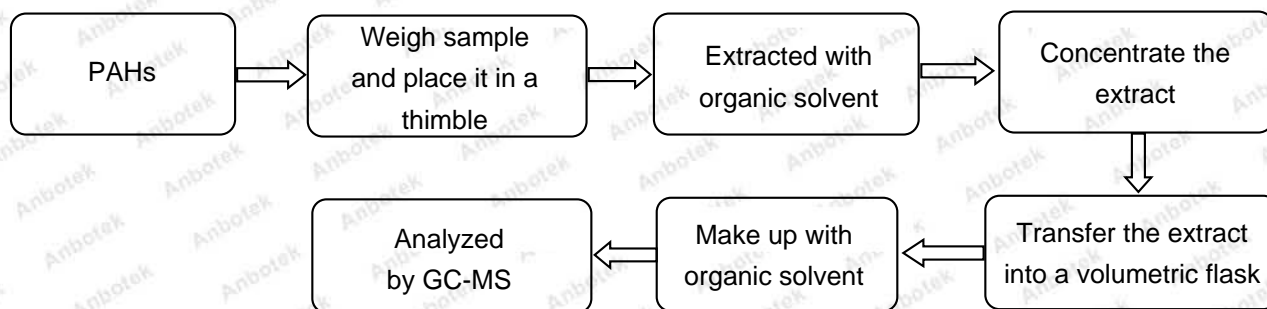 PAHs
Weigh sample
and place it in a
thimble
Extracted with
organic solvent
Concentrate the
extract
Transfer the extract
into a volumetric flask
Make up with
organic solvent
Analyzed
by GC-MS
Anbotek